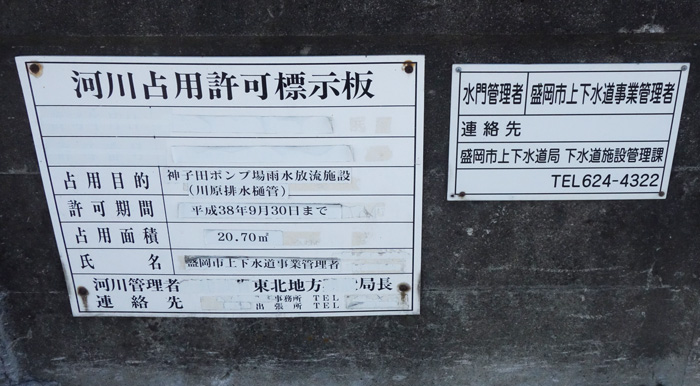 河川占用許可標示板
占用目的 神子田ポンプ場雨水放流施設
(川原排水樋管)
許可期間 平成38年9月30日まで
占用面積 20.70㎡
氏名 盛岡市上下水道事業管理者
河川管理者 東北地方 局長
連絡先 事務所 TEL
出張所 TEL
水門管理者 盛岡市上下水道事業管理者
連絡先
盛岡市上下水道局 下水道施設管理課
TEL624-4322